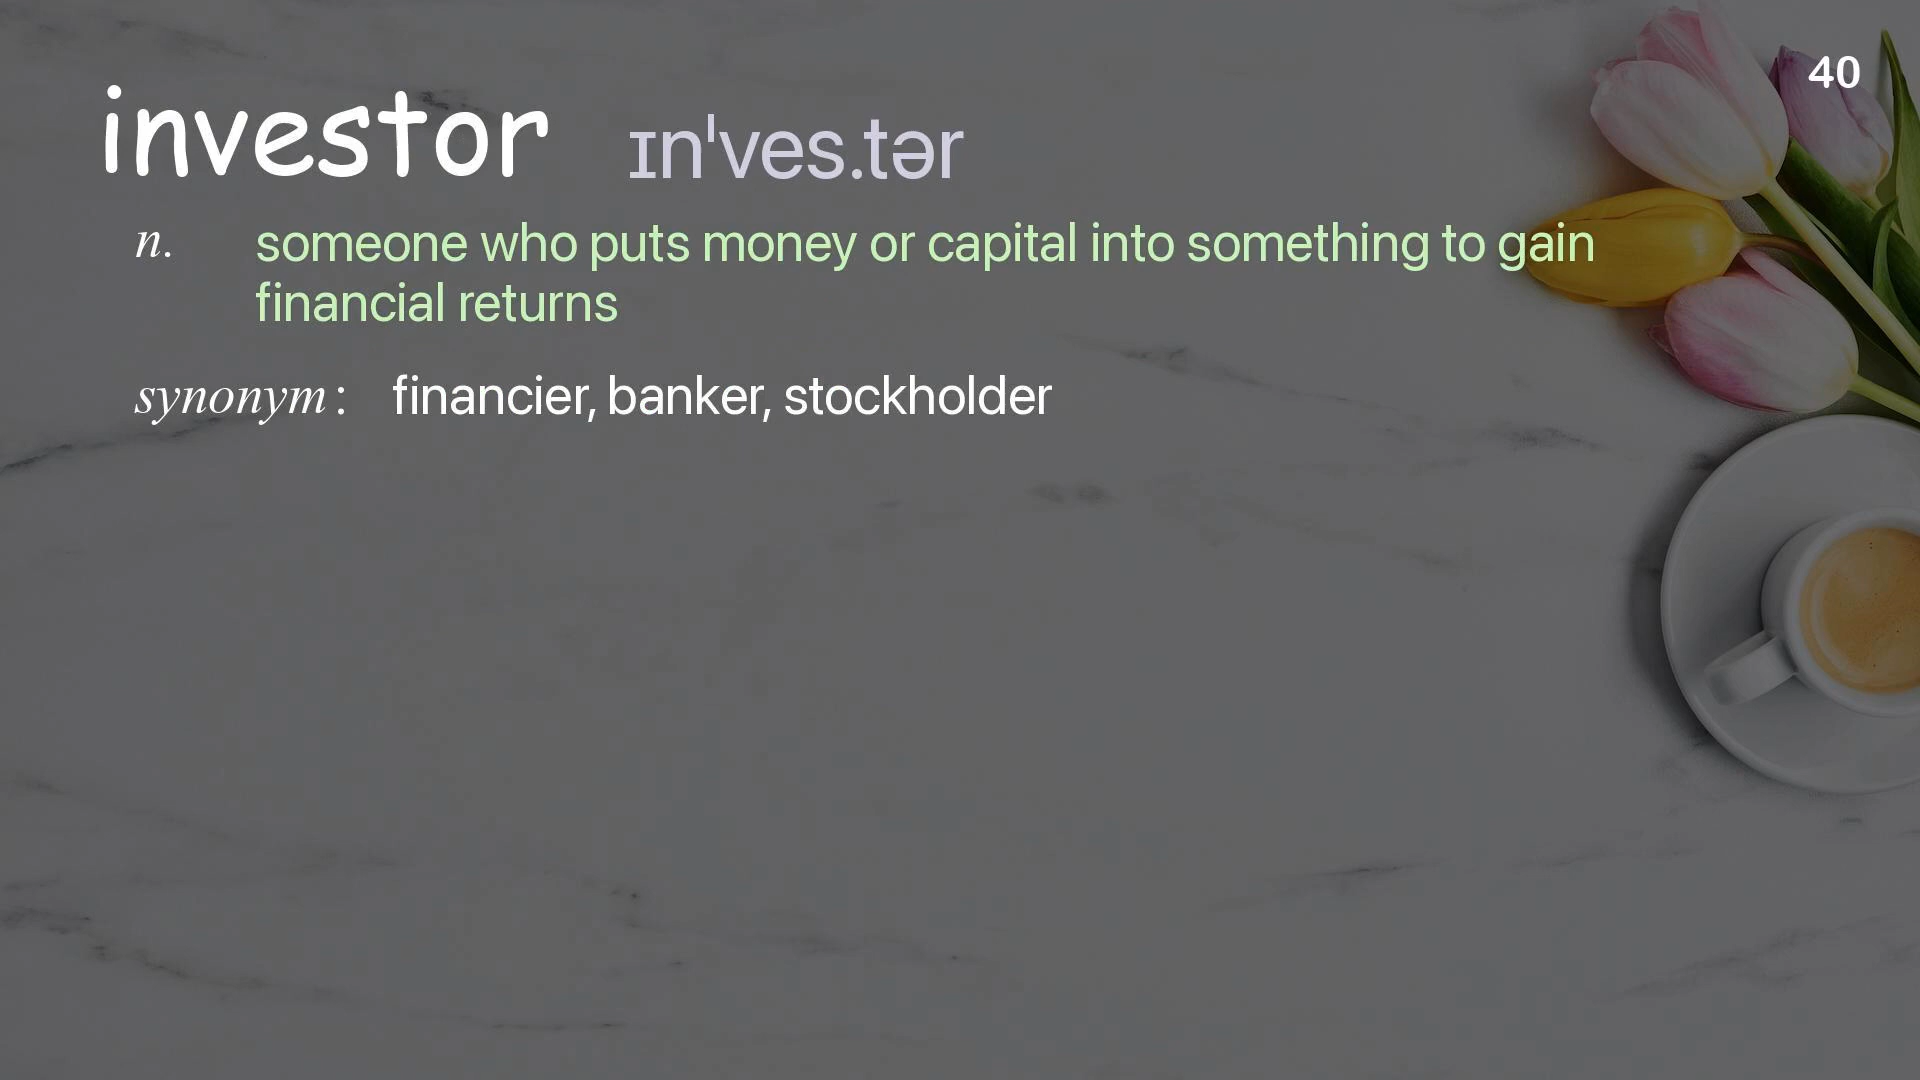 40
investor ɪnˈves.tər
n. someone who puts money or capital into something to gain
financial returns
synonym: financier, banker, stockholder